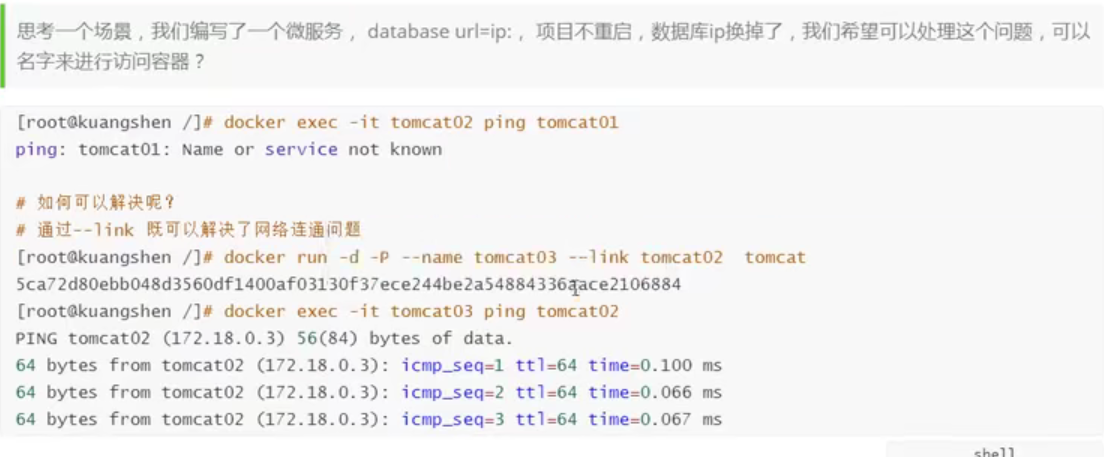 思考一个场景，我们编写了一个微服务， database url=ip:， 项目不重启，数据库ip换掉了，我们希望可以处理这个问题，可以
名字来进行访问容器？
[root@kuangshen /]# docker exec -it tomcat02 ping tomcat01
ping: tomcat01: Name or service not known
# 如何可以解决呢？
# 通过--link 既可以解决了网络连通问题
[root@kuangshen /]# docker run -d -P --name tomcat03 --link tomcat02  tomcat
5ca72d80ebb048d3560df1400af03130f37ece244be2a54884336aace2106884
[root@kuangshen /]# docker exec -it tomcat03 ping tomcat02
PING tomcat02 (172.18.0.3) 56(84) bytes of data.
64 bytes from tomcat02 (172.18.0.3): icmp_seq=1 ttl=64 time=0.100 ms
64 bytes from tomcat02 (172.18.0.3): icmp_seq=2 ttl=64 time=0.066 ms
64 bytes from tomcat02 (172.18.0.3): icmp_seq=3 ttl=64 time=0.067 ms
shell